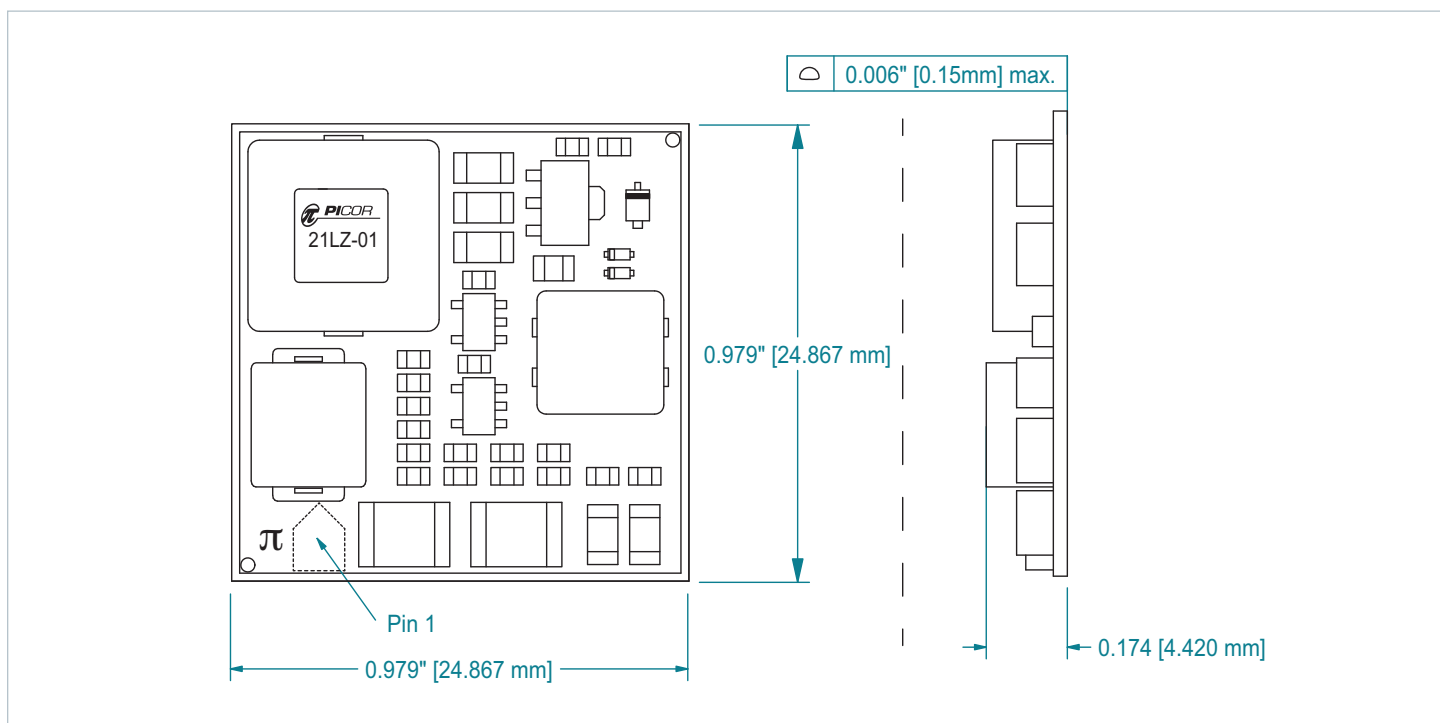 0.006" [0.15mm] max.
π PICOR
21LZ-01
0.979" [24.867 mm]
π
Pin 1
0.979" [24.867 mm]
0.174 [4.420 mm]